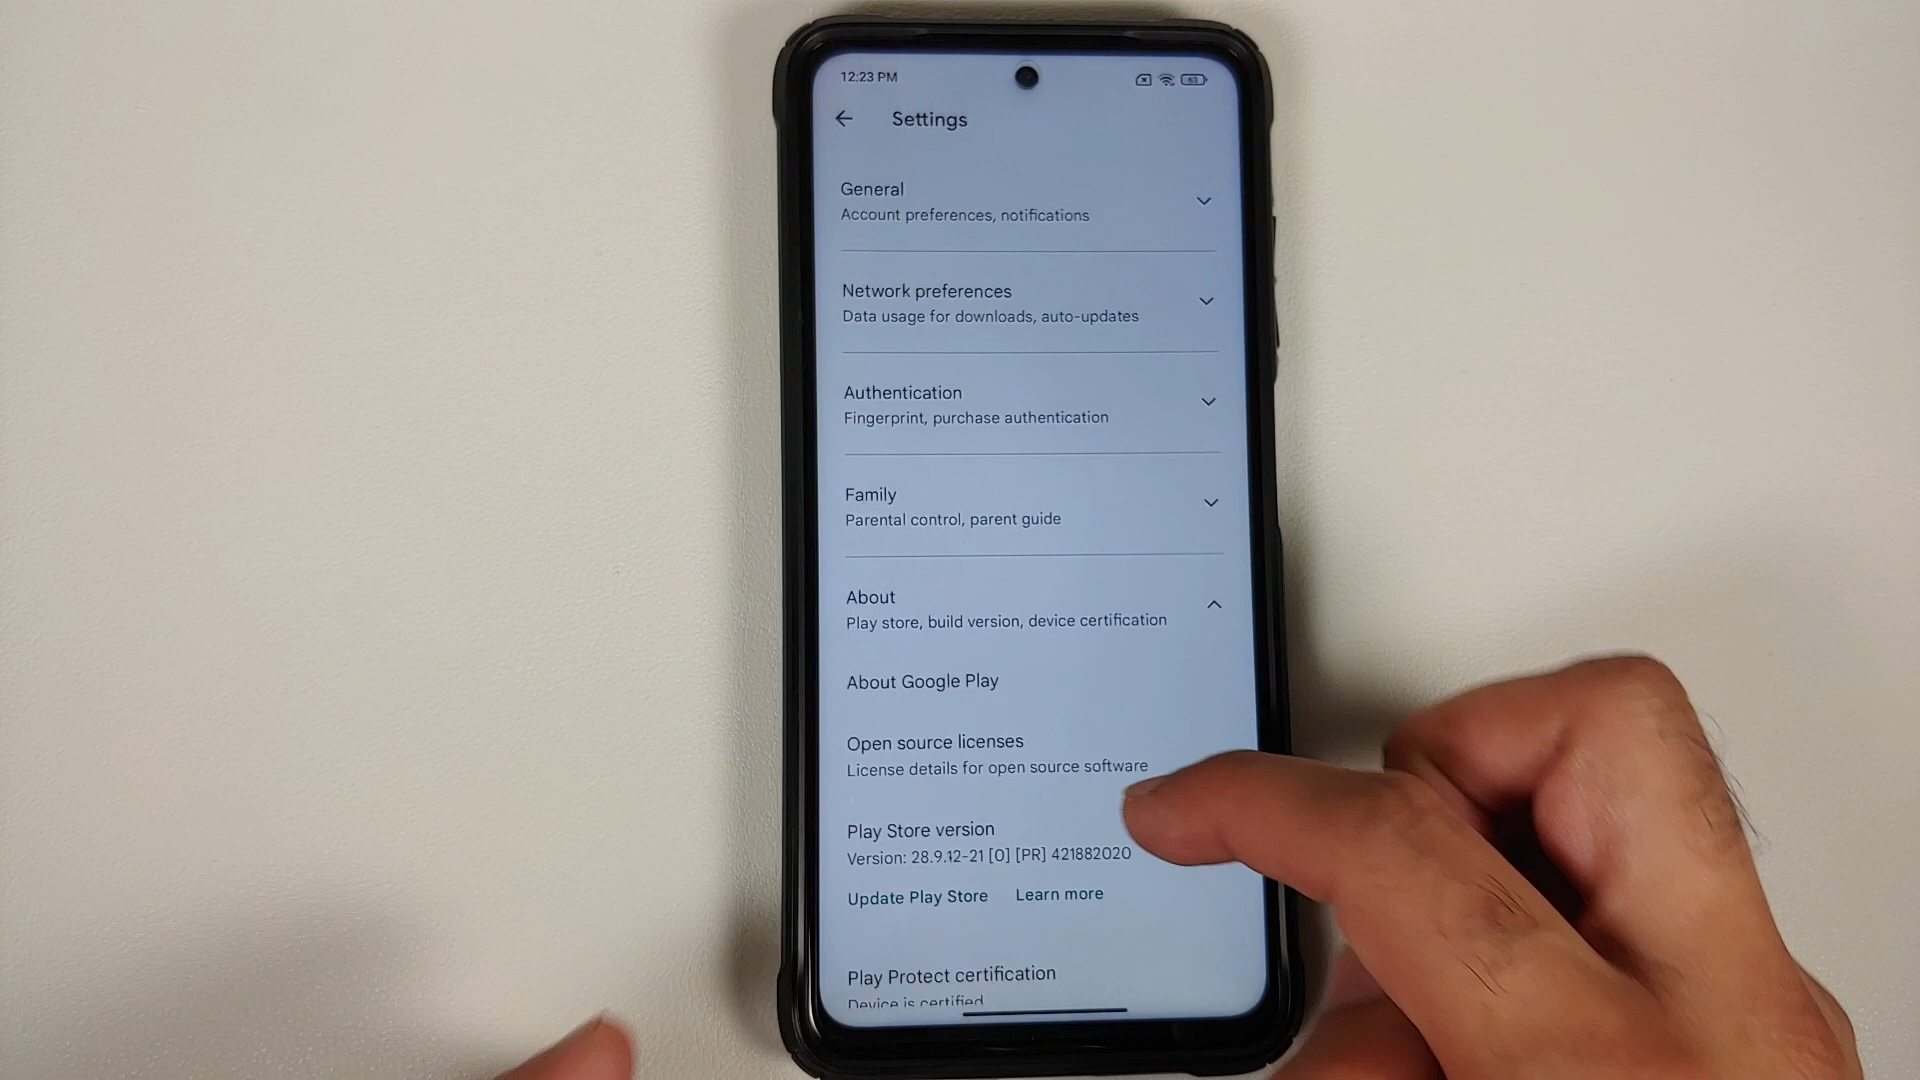 12:23 PM
63
Settings
General
Account preferences, notifications
Network preferences
Data usage for downloads, auto-updates
Authentication
Fingerprint, purchase authentication
Family
Parental control, parent guide
About
Play store, build version, device certification
About Google Play
Open source licenses
License details for open source software
Play Store version
Version: 28.9.12-21 [0] [PR] 421882020
Update Play Store Learn more
Play Protect certification
Device is certified